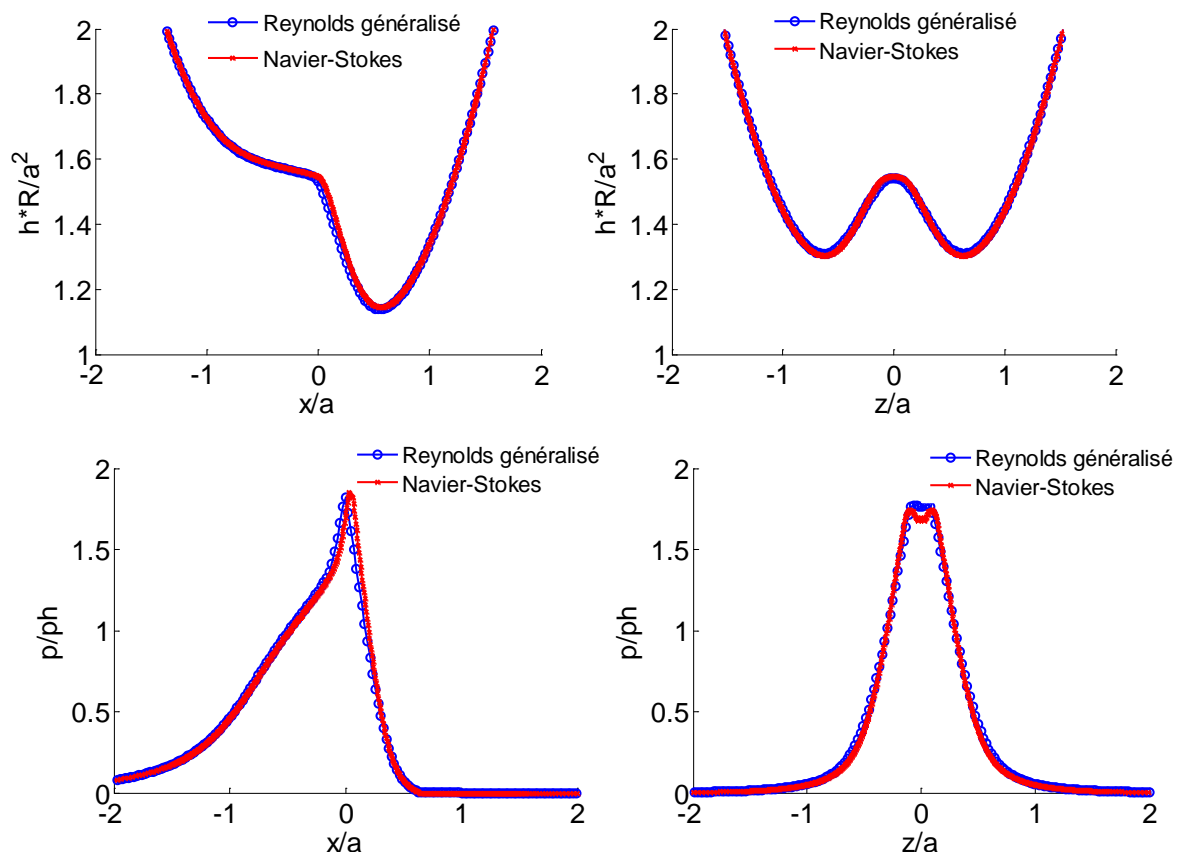 Reynolds généralisé
Navier-Stokes
2
1.8
1.6
1.4
1.2
1
h*R/a²
-2 -1 0 1 2
x/a
Reynolds généralisé
Navier-Stokes
2
1.8
1.6
1.4
1.2
1
h*R/a²
-2 -1 0 1 2
z/a
Reynolds généralisé
Navier-Stokes
2
1.5
1
0.5
0
p/ph
-2 -1 0 1 2
x/a
Reynolds généralisé
Navier-Stokes
2
1.5
1
0.5
0
p/ph
-2 -1 0 1 2
z/a